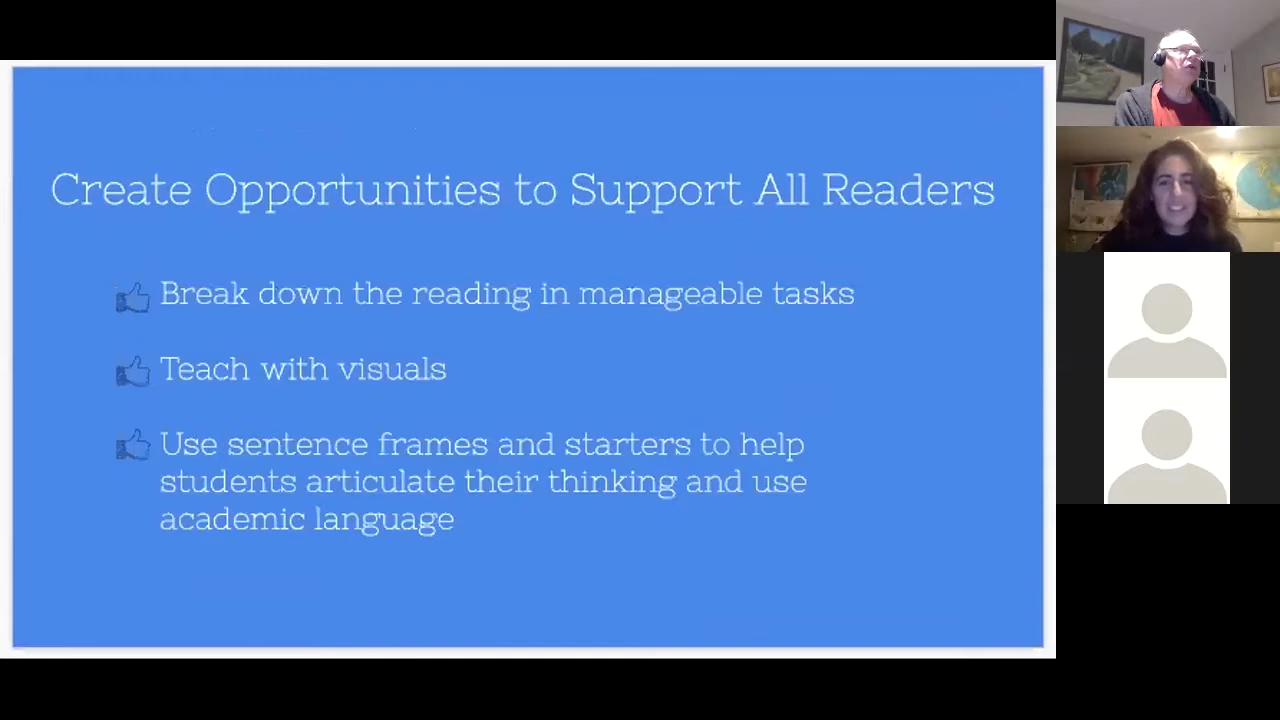 Create Opportunities to Support All Readers
Break down the reading in manageable tasks
Teach with visuals
Use sentence frames and starters to help
students articulate their thinking and use
academic language